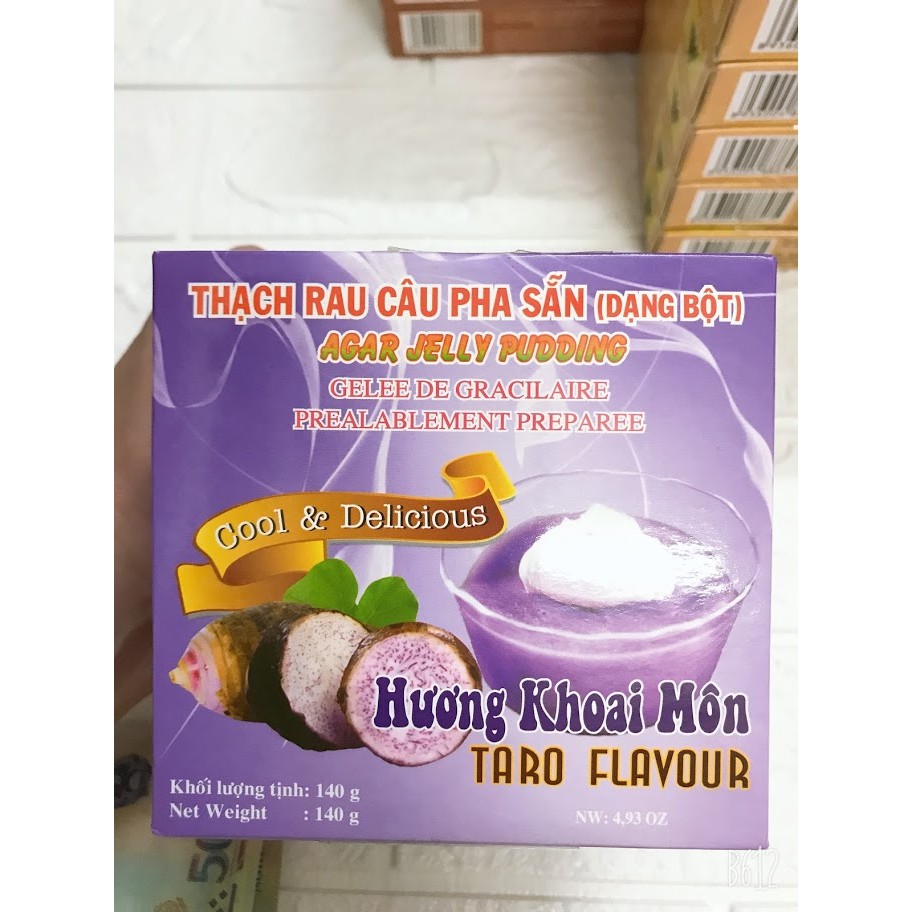 THẠCH RAU CÂU PHA SẴN (DẠNG BỘT)
AGAR JELLY PUDDING
GELEE DE GRACILAIRE
PREALABLEMENT PREPAREE
Cool & Delicious
Hương Khoai Môn
TARO FLAVOUR
Khối lượng tịnh: 140 g
Net Weight : 140 g
NW: 4,93 OZ
B612